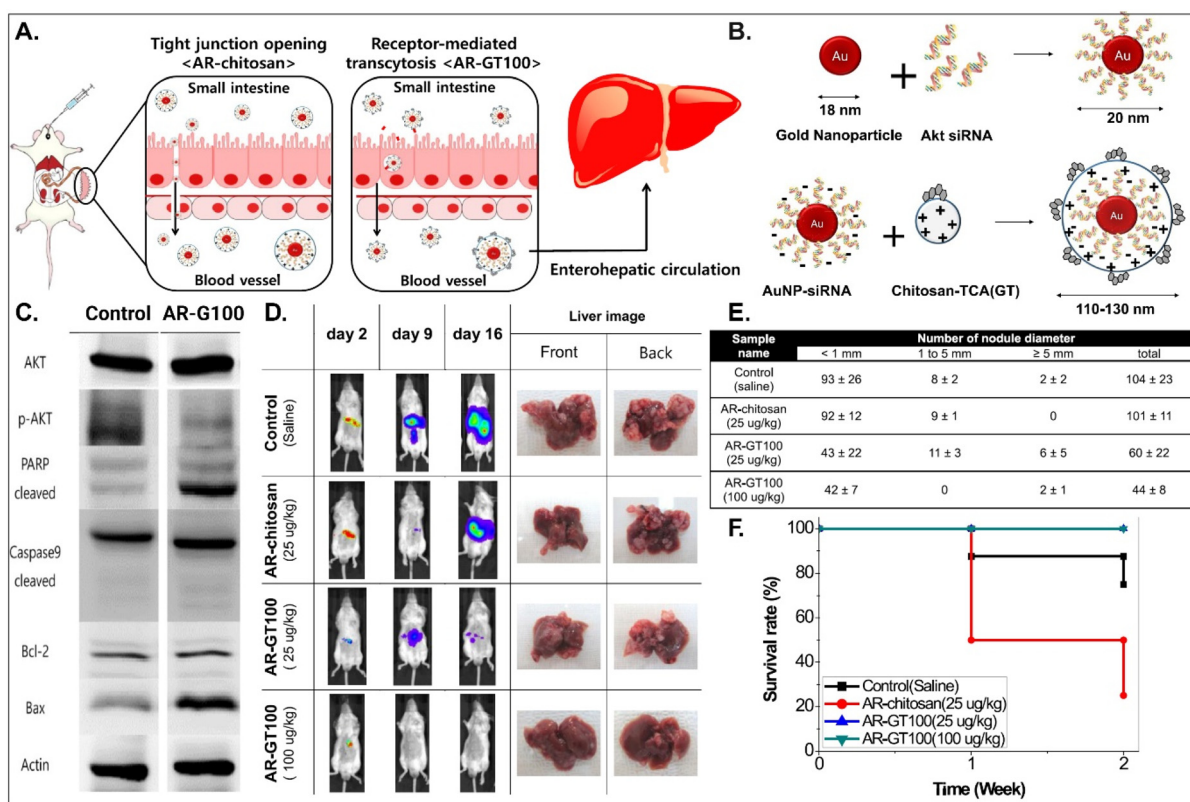 A.
Tight junction opening
<AR-chitosan>
Small intestine
Au
Blood vessel
Receptor-mediated
transcytosis <AR-GT100>
Small intestine
Au
Blood vessel
Enterohepatic circulation
B.
Au
+
18 nm
Gold Nanoparticle
Akt siRNA
Au
20 nm
Au
+
AuNP-siRNA
Chitosan-TCA(GT)
Au
110-130 nm
C.
Control AR-G100
AKT
p-AKT
PARP
cleaved
Caspase9
cleaved
Bcl-2
Bax
Actin
D.
day 2 day 9 day 16 Liver image
Front Back
Control
(Saline)
AR-chitosan
(25 ug/kg)
AR-GT100
( 25 ug/kg)
AR-GT100
( 100 ug/kg)
E.
Sample name Number of nodule diameter
< 1 mm 1 to 5 mm ≥ 5 mm total
Control
(saline) 93 ± 26 8 ± 2 2 ± 2 104 ± 23
AR-chitosan
(25 ug/kg) 92 ± 12 9 ± 1 0 101 ± 11
AR-GT100
(25 ug/kg) 43 ± 22 11 ± 3 6 ± 5 60 ± 22
AR-GT100
(100 ug/kg) 42 ± 7 0 2 ± 1 44 ± 8
F.
Survival rate (%)
100
80
60
40
20
0
Control(Saline)
AR-chitosan(25 ug/kg)
AR-GT100(25 ug/kg)
AR-GT100(100 ug/kg)
0 1 2
Time (Week)